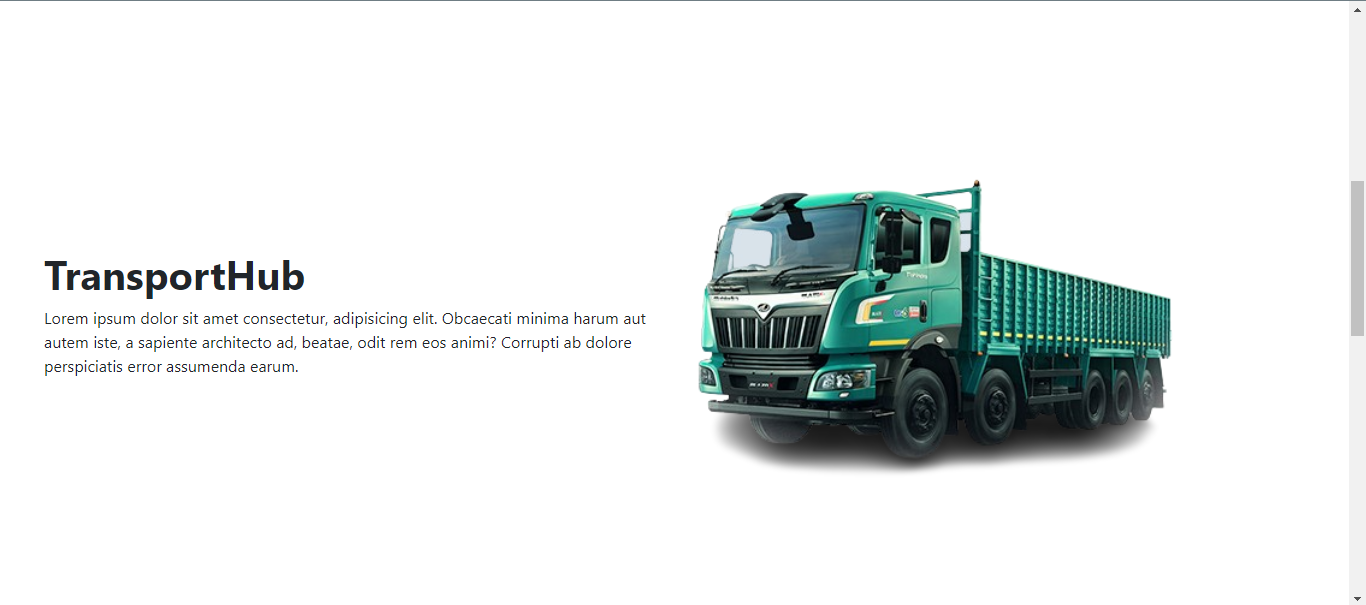 TransportHub
Lorem ipsum dolor sit amet consectetur, adipisicing elit. Obcaecati minima harum aut
autem iste, a sapiente architecto ad, beatae, odit rem eos animi? Corrupti ab dolore
perspiciatis error assumenda earum.